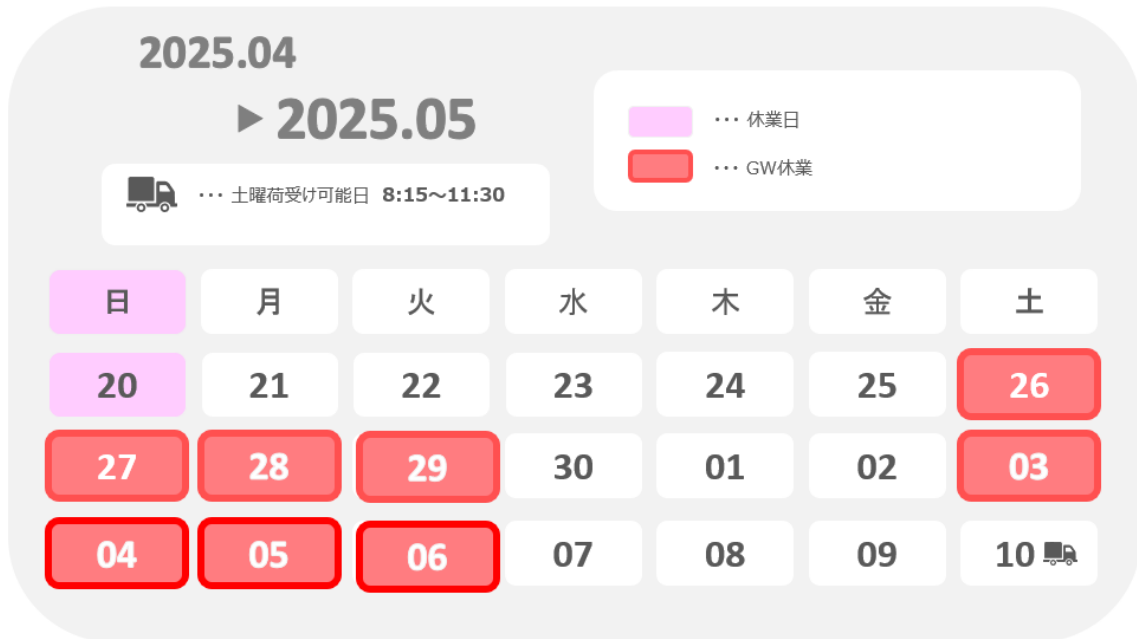 2025.04
▶ 2025.05
･･･ 休業日
･･･ GW休業
･･･ 土曜荷受け可能日 8:15～11:30
日 月 火 水 木 金 土
20 21 22 23 24 25 26
27 28 29 30 01 02 03
04 05 06 07 08 09 10